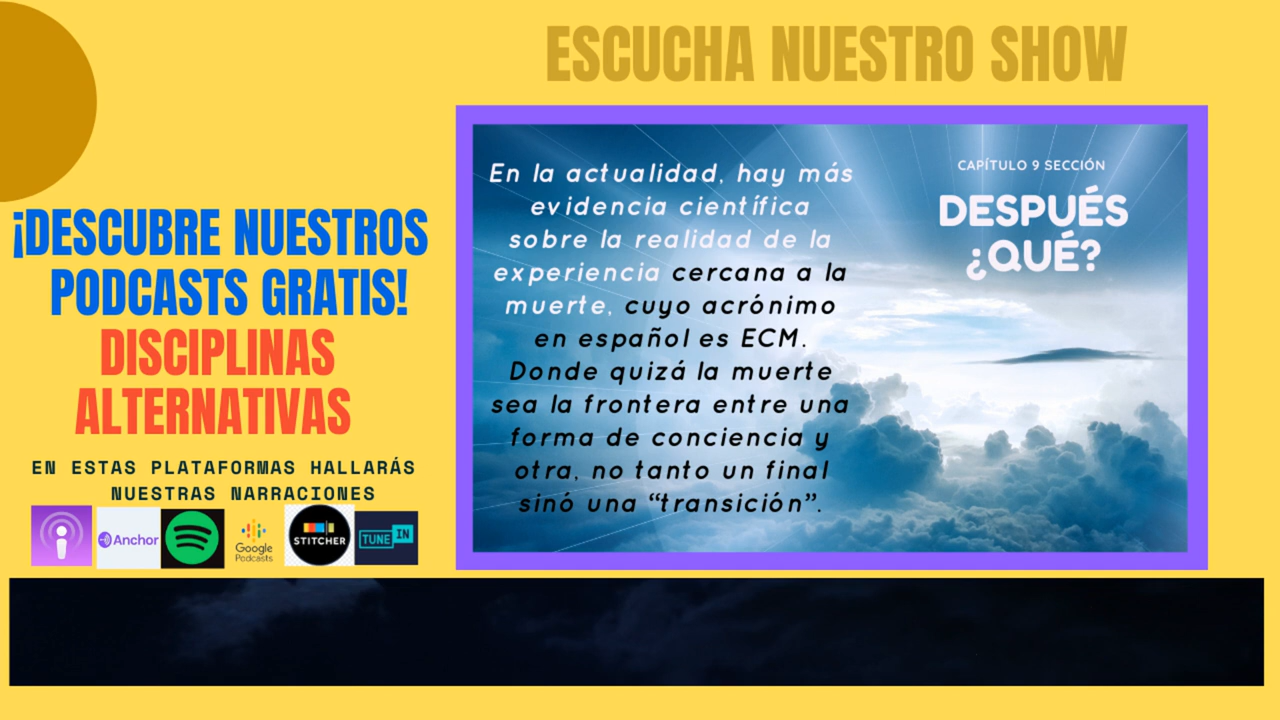 ESCUCHA NUESTRO SHOW
¡DESCUBRE NUESTROS
PODCASTS GRATIS!
DISCIPLINAS
ALTERNATIVAS
EN ESTAS PLATAFORMAS HALLARÁS
NUESTRAS NARRACIONES
Anchor
Google
Podcasts
STITCHER
TUNE IN
En la actualidad, hay más
evidencia científica
sobre la realidad de la
experiencia cercana a la
muerte, cuyo acrónimo
en español es ECM.
Donde quizá la muerte
sea la frontera entre una
forma de conciencia y
otra, no tanto un final
sinó una “transición”.
CAPÍTULO 9 SECCIÓN
DESPUÉS
¿QUÉ?